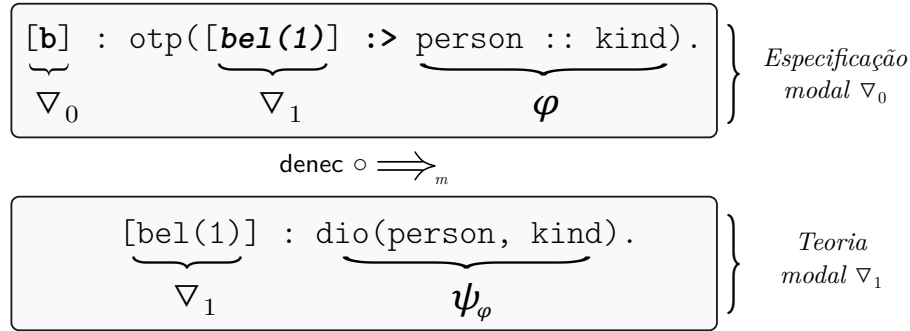 [b] : otp([bel(1)] :> person :: kind).
∇₀ ∇₁ φ
Especificação
modal ∇₀
denec ∘ ⟹ₘ
[bel(1)] : dio(person, kind).
∇₁ ψᵩ
Teoria
modal ∇₁